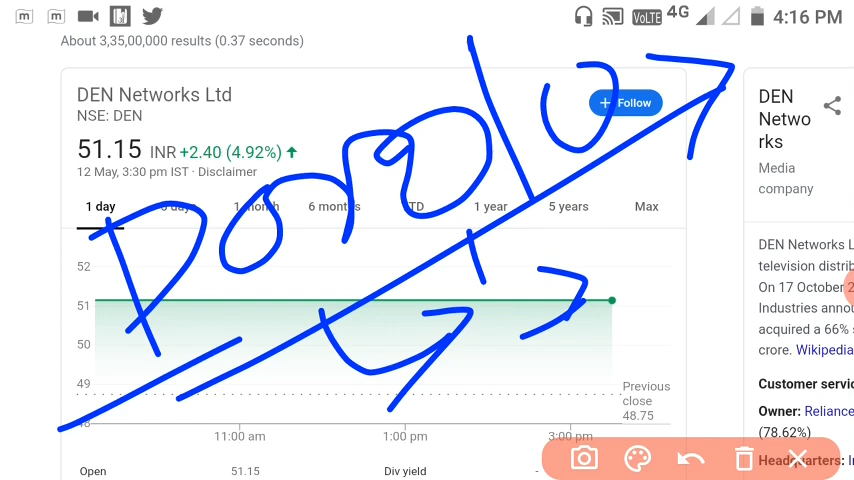 4G
VoLTE
4:16 PM
About 3,35,00,000 results (0.37 seconds)
DEN Networks Ltd
NSE: DEN
+ Follow
51.15 INR +2.40 (4.92%)
12 May, 3:30 pm IST · Disclaimer
1 day 5 days 1 month 6 months YTD 1 year 5 years Max
52
51
50
49
48
Previous
close
48.75
11:00 am 1:00 pm 3:00 pm
Open 51.15 Div yield -
DEN
Netwo
rks
Media
company
DEN Networks L
television distrib
On 17 October 2
Industries annou
acquired a 66% s
crore. Wikipedia
Customer servic
Owner: Reliance
(78.62%)
Headquarters: